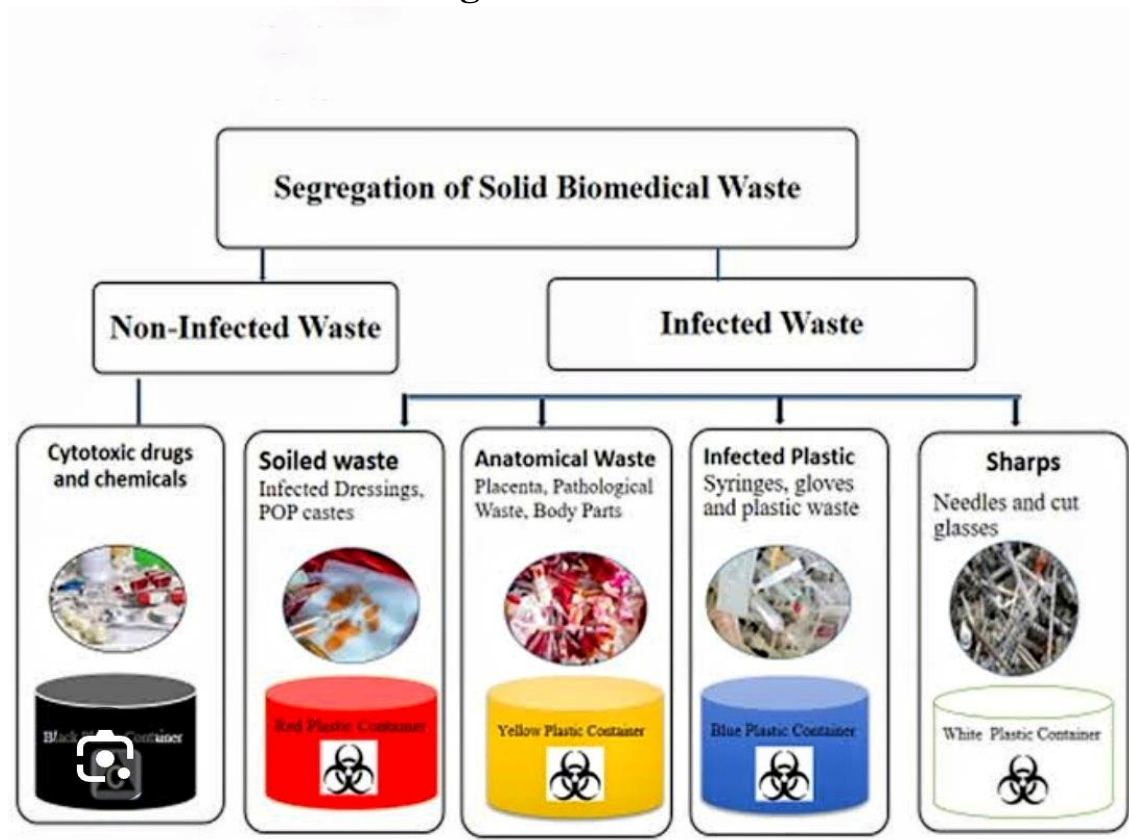 Segregation of Solid Biomedical Waste
Non-Infected Waste
Infected Waste
Cytotoxic drugs
and chemicals
Soiled waste
Infected Dressings,
POP castes
Anatomical Waste
Placenta, Pathological
Waste, Body Parts
Infected Plastic
Syringes, gloves
and plastic waste
Sharps
Needles and cut
glasses
Container
Red Plastic Container
Yellow Plastic Container
Blue Plastic Container
White Plastic Container